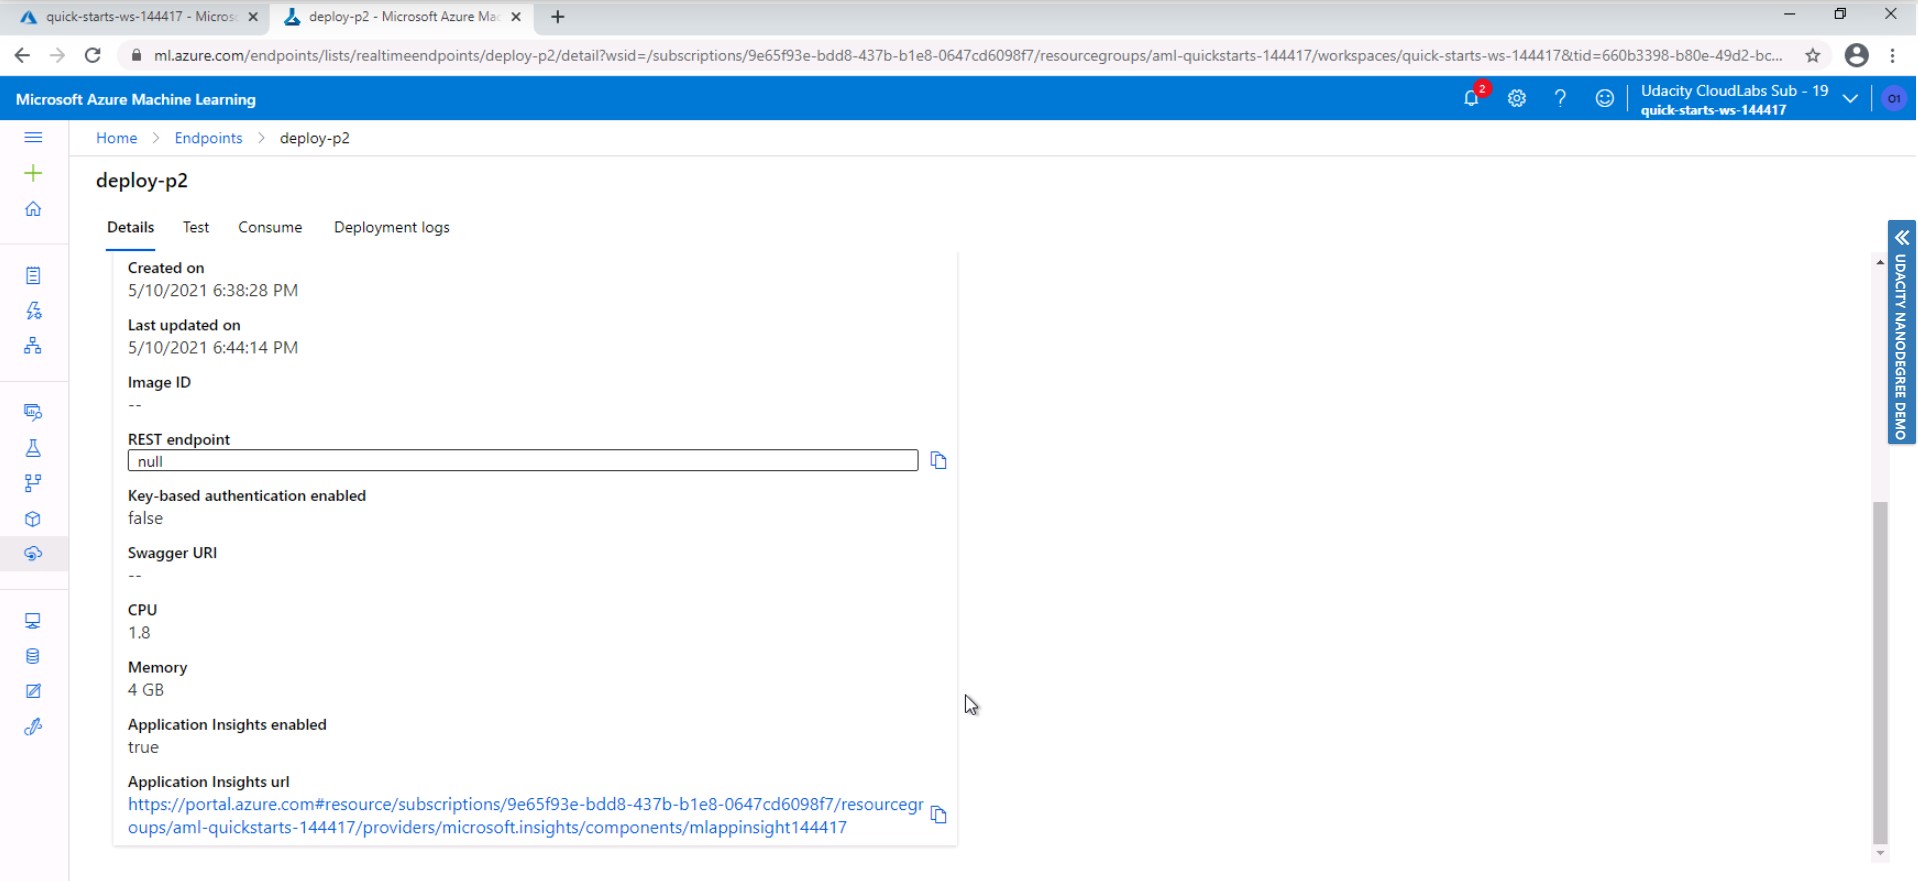 quick-starts-ws-144417 - Micros
deploy-p2 - Microsoft Azure Mac
ml.azure.com/endpoints/lists/realtimeendpoints/deploy-p2/detail?wsid=/subscriptions/9e65f93e-bdd8-437b-b1e8-0647cd6098f7/resourcegroups/aml-quickstarts-144417/workspaces/quick-starts-ws-144417&tid=660b3398-b80e-49d2-bc...
Microsoft Azure Machine Learning
2
?
Udacity CloudLabs Sub - 19
quick-starts-ws-144417
O1
Home > Endpoints > deploy-p2
deploy-p2
Details Test Consume Deployment logs
Created on
5/10/2021 6:38:28 PM
Last updated on
5/10/2021 6:44:14 PM
Image ID
--
REST endpoint
null
Key-based authentication enabled
false
Swagger URI
--
CPU
1.8
Memory
4 GB
Application Insights enabled
true
Application Insights url
https://portal.azure.com#resource/subscriptions/9e65f93e-bdd8-437b-b1e8-0647cd6098f7/resourcegr
oups/aml-quickstarts-144417/providers/microsoft.insights/components/mlappinsight144417
UDACITY NANODEGREE DEMO